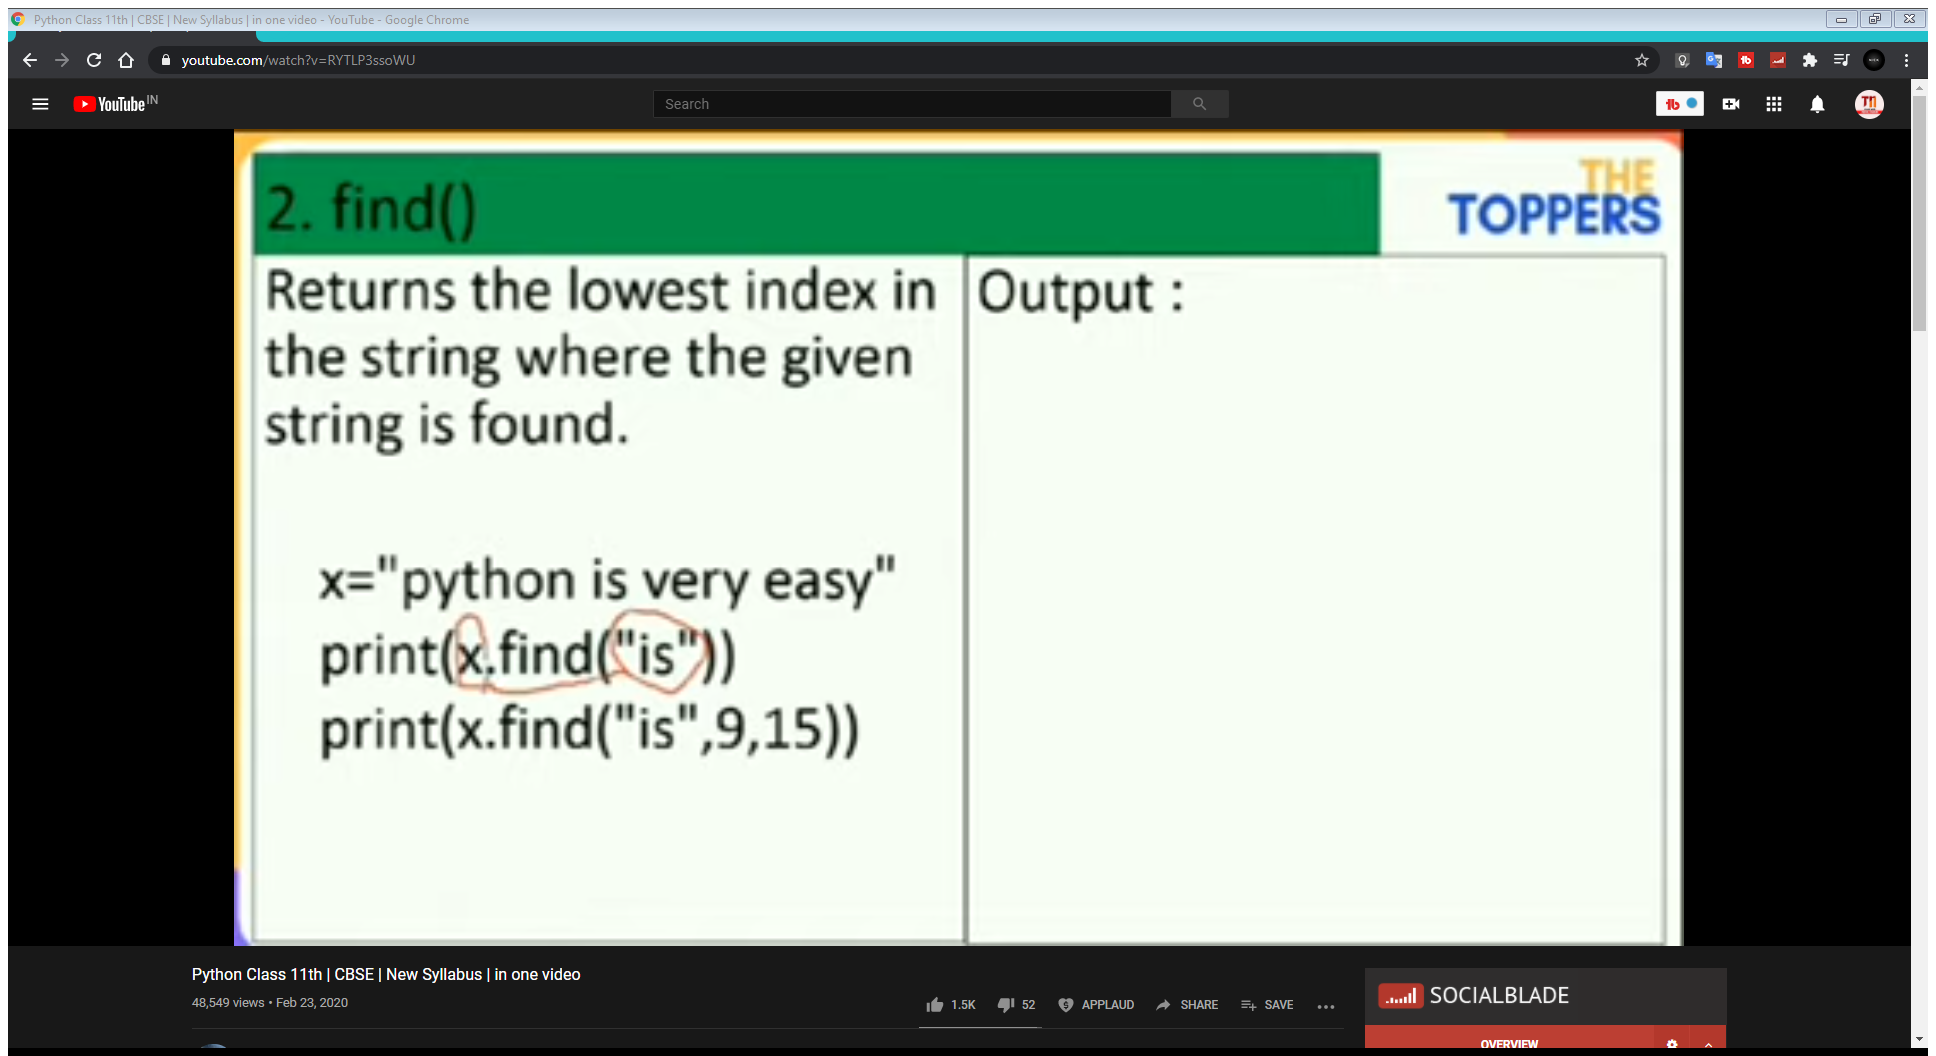 Python Class 11th | CBSE | New Syllabus | in one video - YouTube - Google Chrome
youtube.com/watch?v=RYTLP3ssoWU
YouTube IN
Search
2. find()
THE
TOPPERS
Returns the lowest index in
the string where the given
string is found.
x="python is very easy"
print(x.find("is"))
print(x.find("is",9,15))
Output :
Python Class 11th | CBSE | New Syllabus | in one video
48,549 views • Feb 23, 2020
1.5K 52 APPLAUD SHARE SAVE
SOCIALBLADE
OVERVIEW